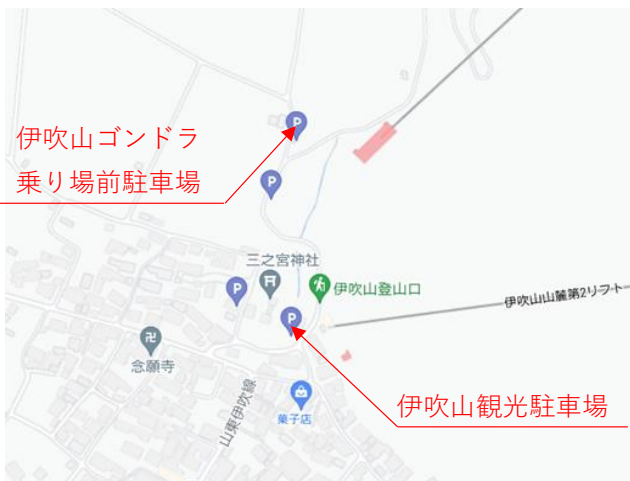 P
伊吹山ゴンドラ
乗り場前駐車場
P
三之宮神社
P
伊吹山登山口
伊吹山山麓第2リフト
P
卍
念願寺
山東伊吹線
菓子店
伊吹山観光駐車場